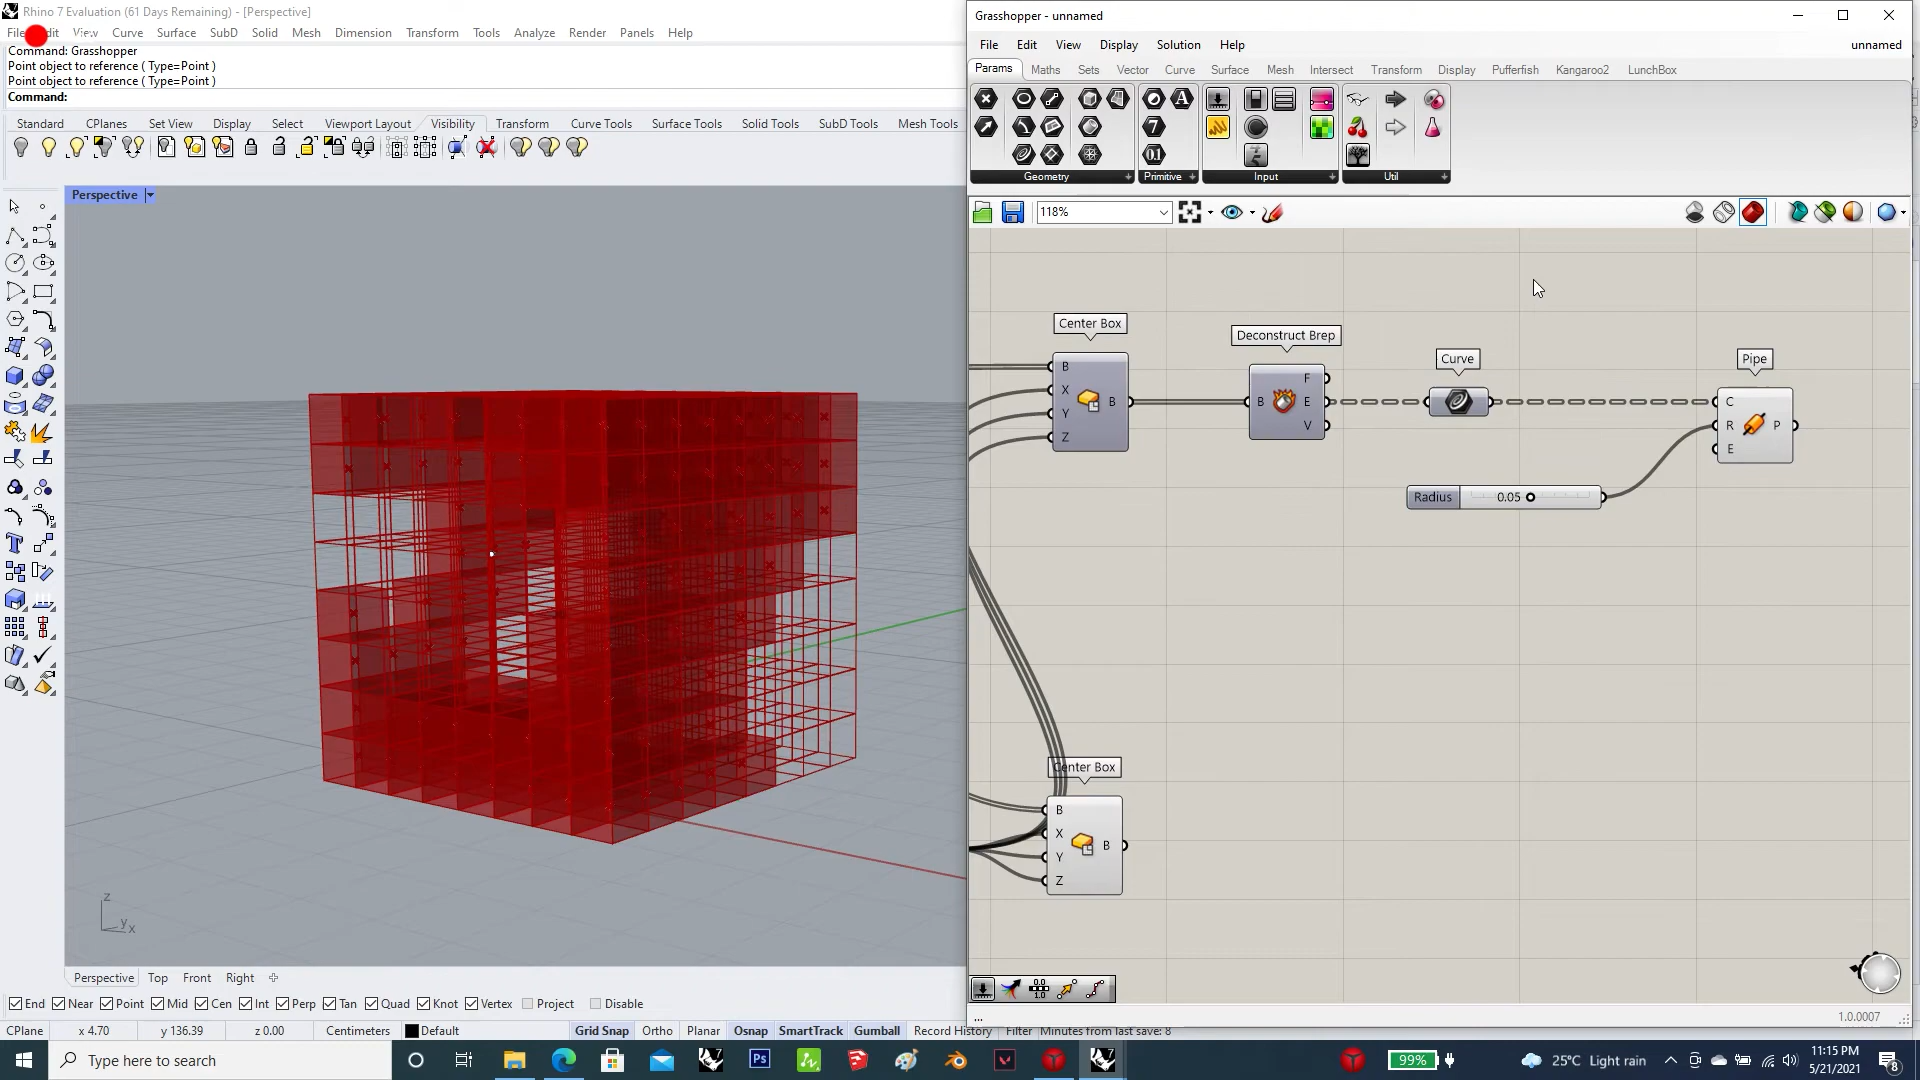 Rhino 7 Evaluation (61 Days Remaining) - [Perspective]
View Curve Surface SubD Solid Mesh Dimension Transform Tools Analyze Render Panels Help
Command: Grasshopper
Point object to reference ( Type=Point )
Point object to reference ( Type=Point )
Command:
Standard CPlanes Set View Display Select Viewport Layout Visibility Transform Curve Tools Surface Tools Solid Tools SubD Tools Mesh Tools
Perspective
z
y x
Perspective Top Front Right
End Near Point Mid Cen Int Perp Tan Quad Knot Vertex Project Disable
CPlane x 4.70 y 136.39 z 0.00 Centimeters Default Grid Snap Ortho Planar Osnap SmartTrack Gumball Record History Filter Minutes from last save: 8
Grasshopper - unnamed
File Edit View Display Solution Help unnamed
Params Maths Sets Vector Curve Surface Mesh Intersect Transform Display Pufferfish Kangaroo2 LunchBox
Geometry Primitive Input Util
118%
Center Box
B
X
Y
Z
B
Deconstruct Brep
B
F
E
V
Curve
Pipe
C
R
E
P
Radius 0.05
Center Box
B
X
Y
Z
B
... 1.0.0007
Type here to search
Ps
99%
25°C Light rain
11:15 PM
5/21/2021
8